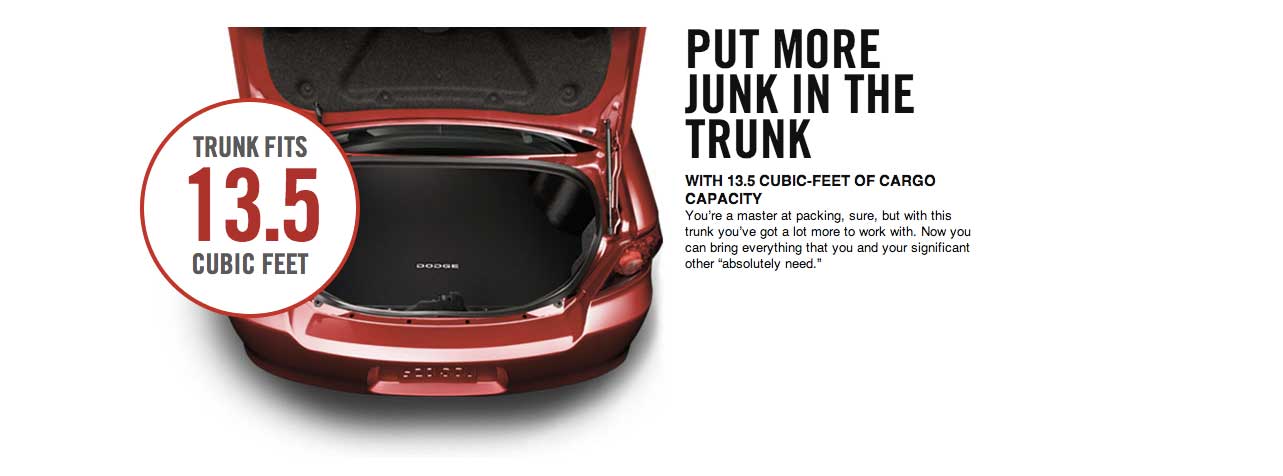 TRUNK FITS
13.5
CUBIC FEET
DODGE
PUT MORE
JUNK IN THE
TRUNK
WITH 13.5 CUBIC-FEET OF CARGO
CAPACITY
You’re a master at packing, sure, but with this
trunk you’ve got a lot more to work with. Now you
can bring everything that you and your significant
other “absolutely need.”